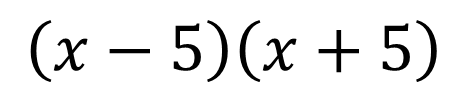 (x − 5)(x + 5)